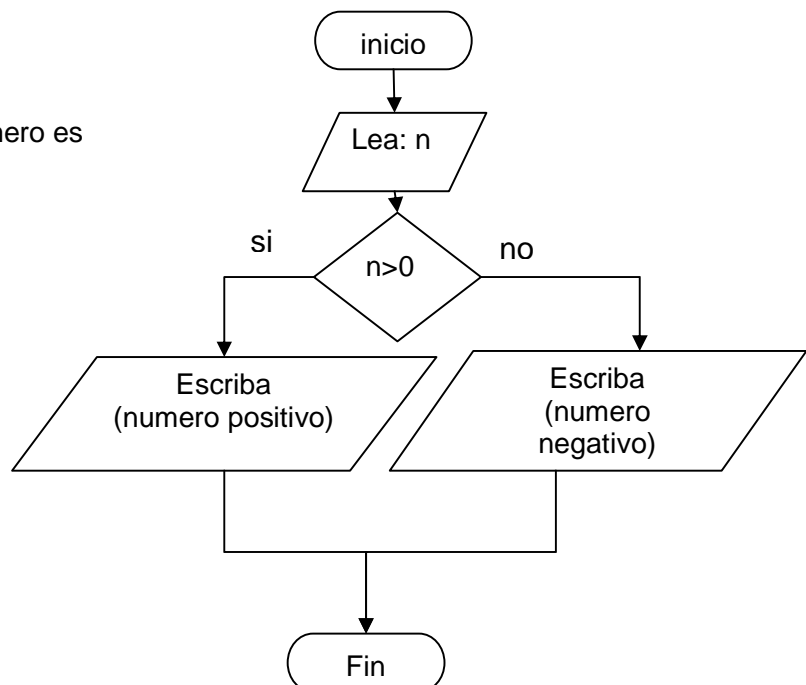 inicio
nero es
Lea: n
si
n>0
no
Escriba
(numero positivo)
Escriba
(numero
negativo)
Fin